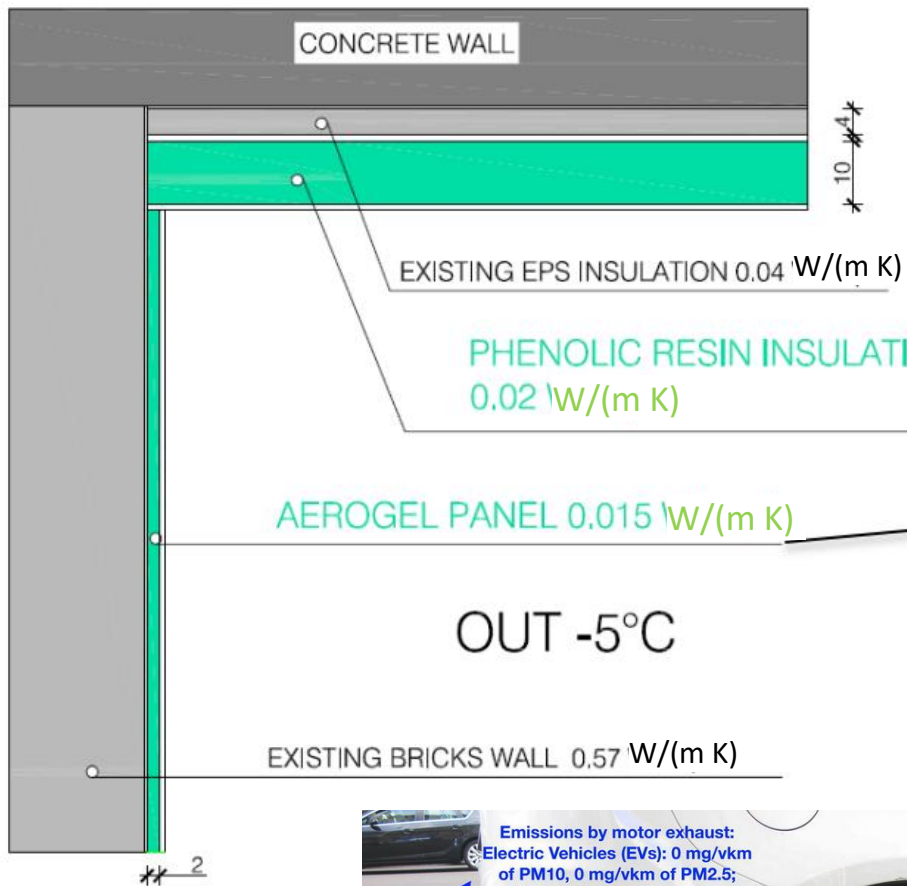 CONCRETE WALL
4
10
EXISTING EPS INSULATION 0.04 W/(m K)
PHENOLIC RESIN
0.02 W/(m K)
AEROGEL PANEL 0.015 W/(m K)
OUT -5°C
EXISTING BRICKS WALL 0.57 W/(m K)
2
Emissions by motor exhaust:
Electric Vehicles (EVs): 0 mg/vkm
of PM10, 0 mg/vkm of PM2.5;